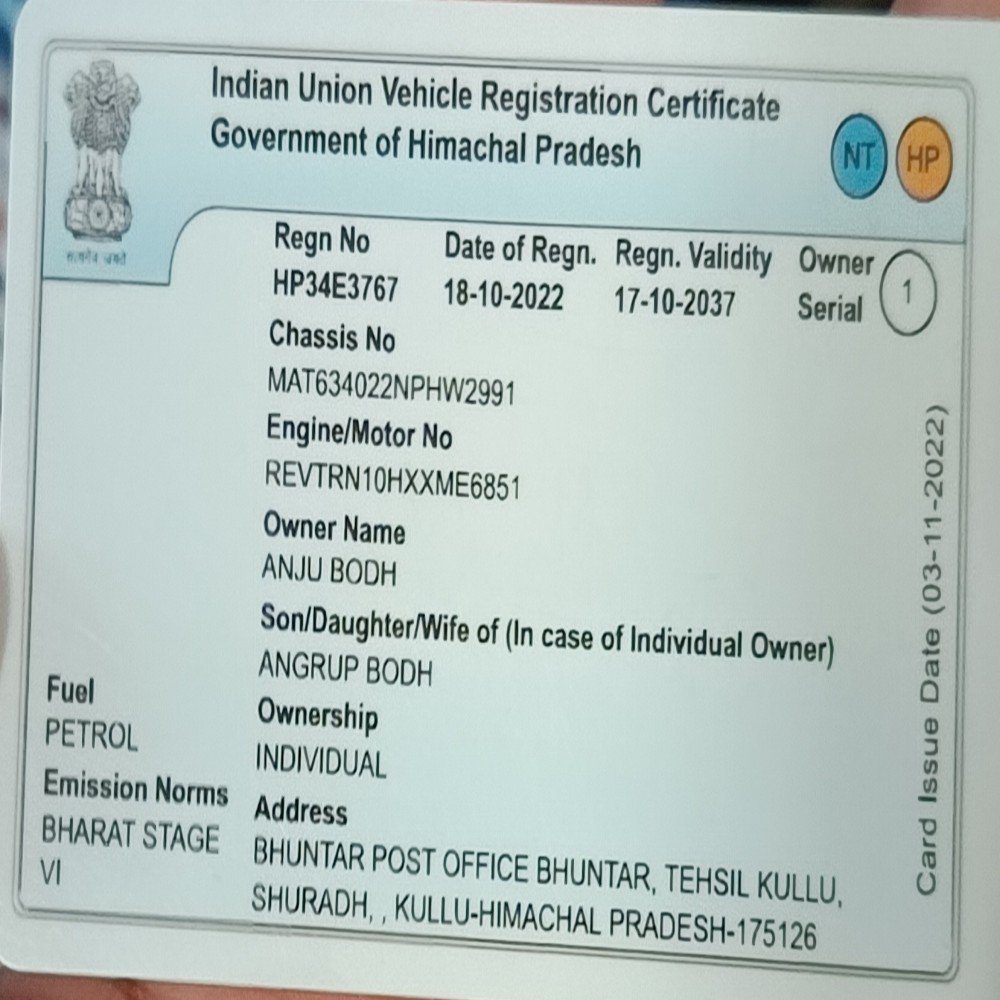 Indian Union Vehicle Registration Certificate
Government of Himachal Pradesh
NT HP
सत्यमेव जयते
Regn No Date of Regn. Regn. Validity Owner Serial 1
HP34E3767 18-10-2022 17-10-2037
Chassis No
MAT634022NPHW2991
Engine/Motor No
REVTRN10HXXME6851
Owner Name
ANJU BODH
Son/Daughter/Wife of (In case of Individual Owner)
ANGRUP BODH
Ownership
INDIVIDUAL
Fuel
PETROL
Emission Norms
BHARAT STAGE
VI
Address
BHUNTAR POST OFFICE BHUNTAR, TEHSIL KULLU,
SHURADH, , KULLU-HIMACHAL PRADESH-175126
Card Issue Date (03-11-2022)